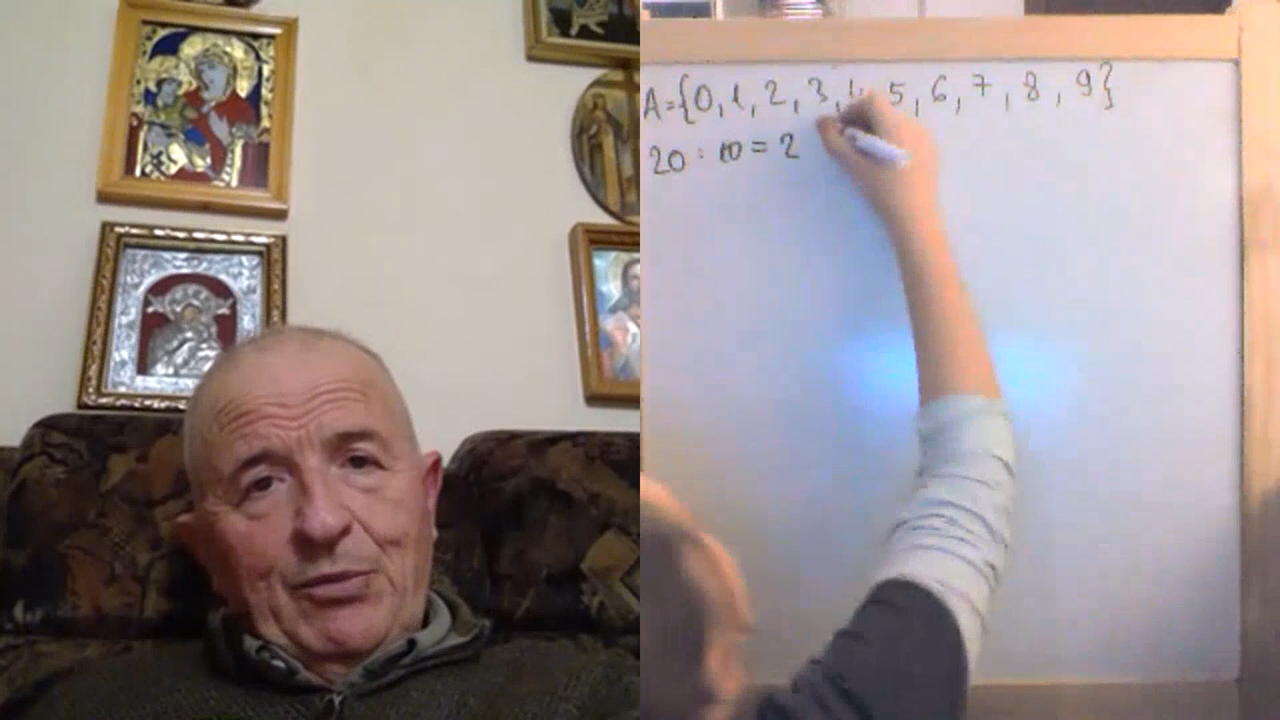 A={0, 1, 2, 3, 4, 5, 6, 7, 8, 9}
20 : 10 = 2